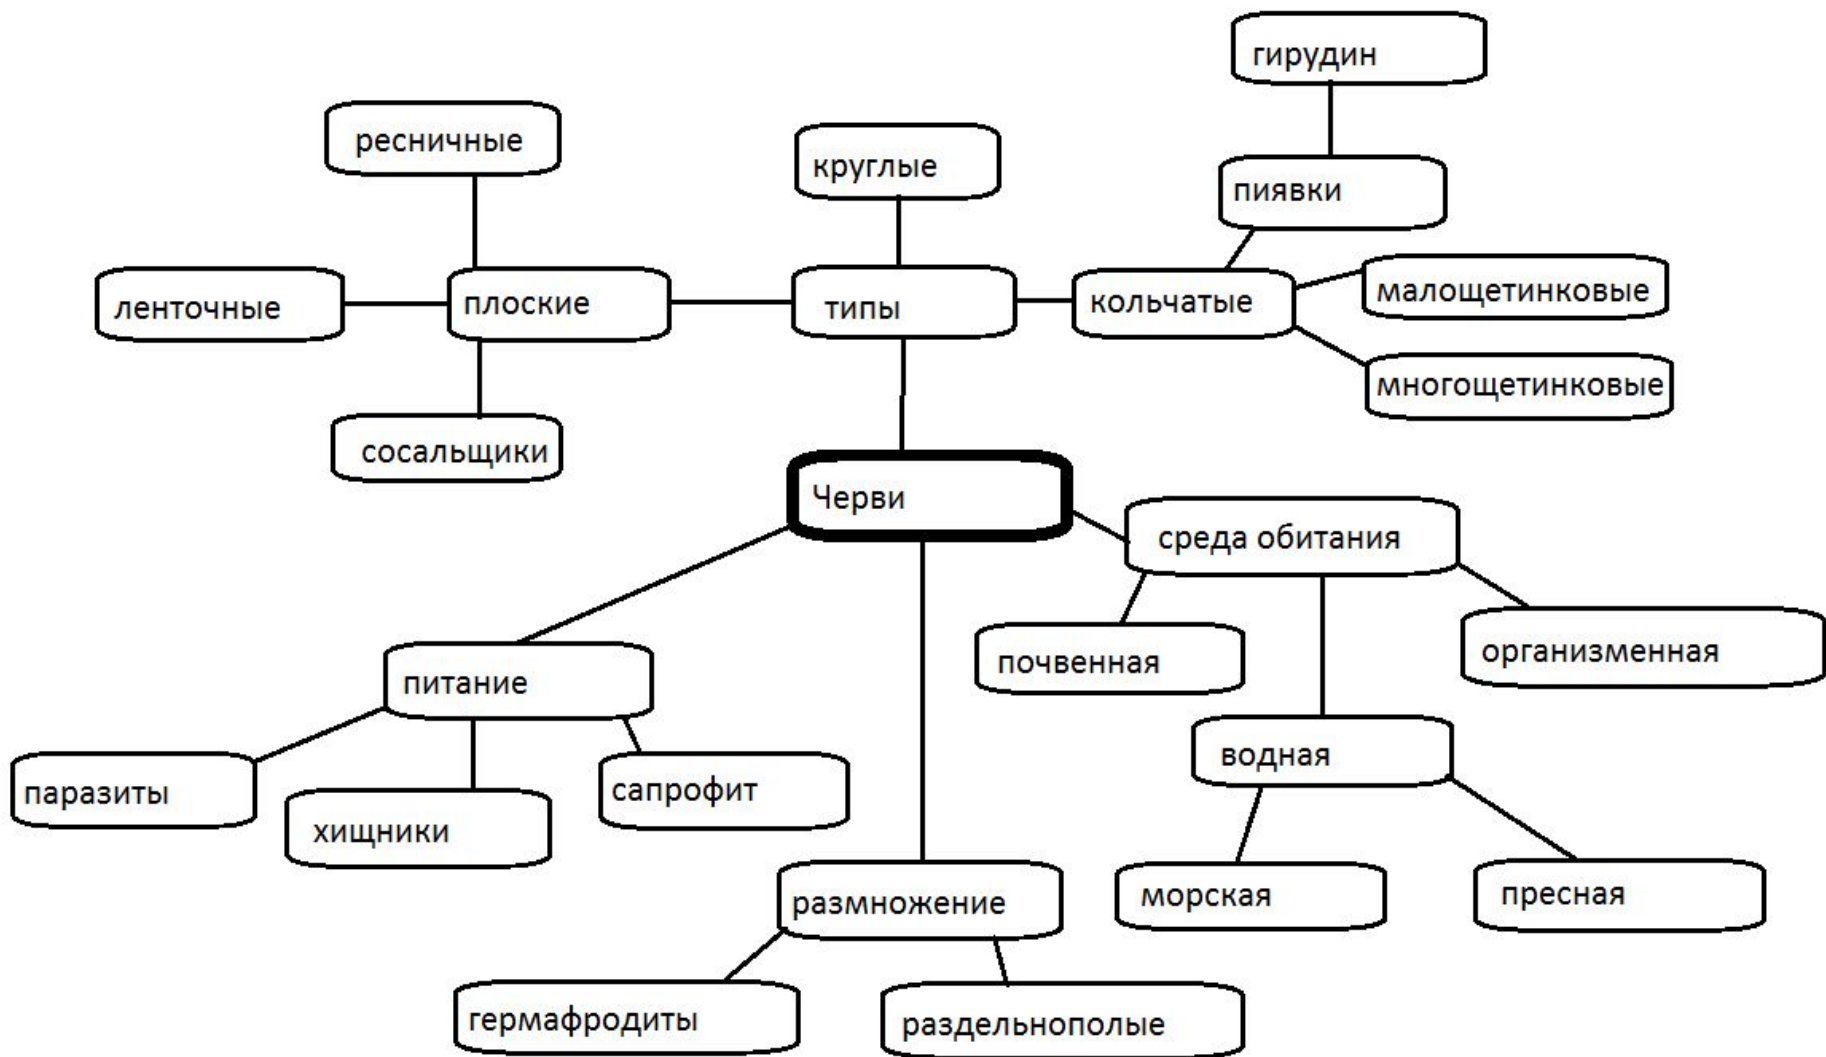 гирудин
ресничные
круглые
пиявки
ленточные
плоские
типы
кольчатые
малощетинковые
многощетинковые
сосальщики
Черви
среда обитания
почвенная
организменная
питание
водная
паразиты
хищники
сапрофит
размножение
морская
пресная
гермафродиты
раздельнополые